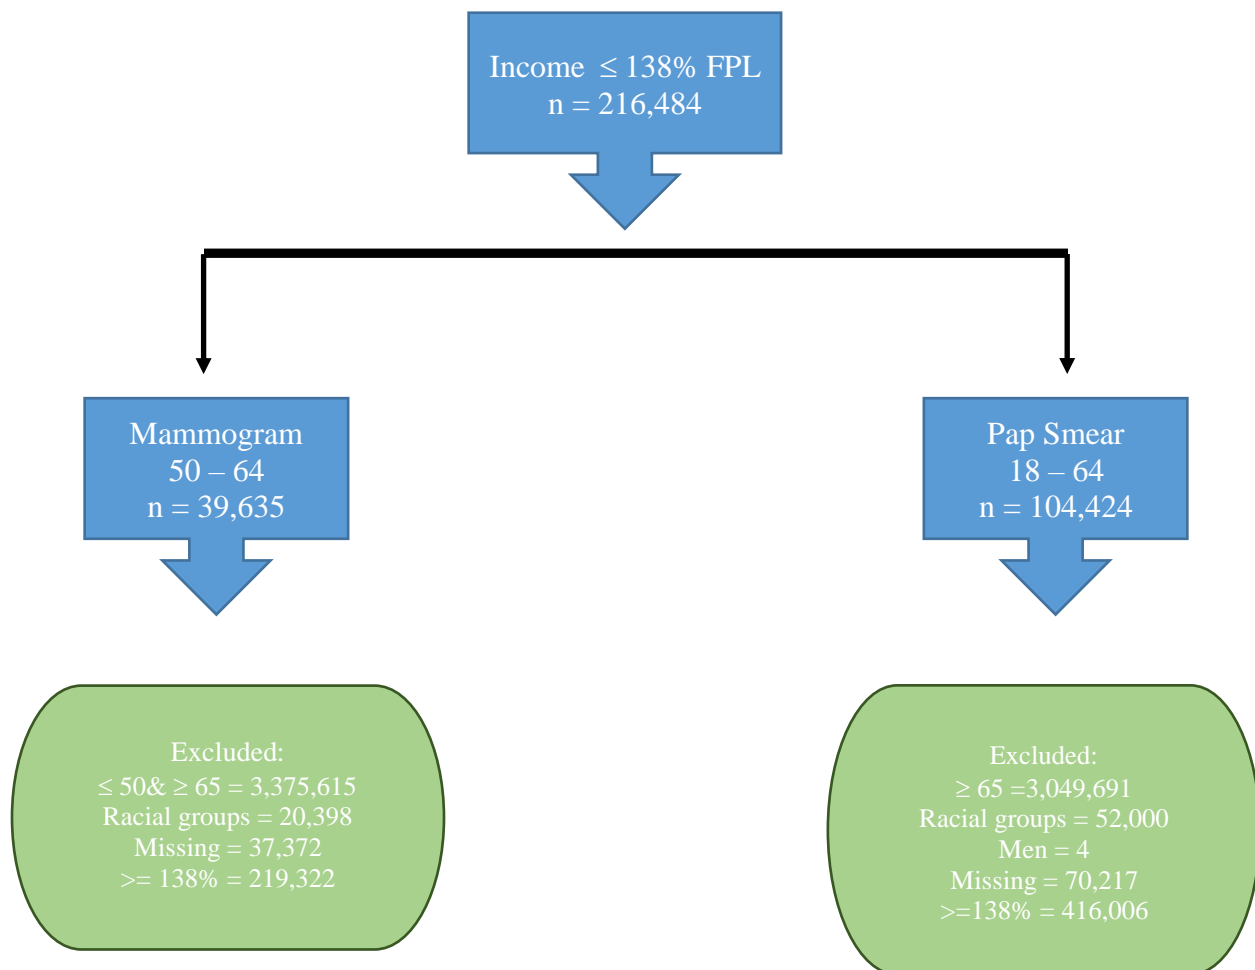 Income ≤ 138% FPL
n = 216,484
Mammogram
50 – 64
n = 39,635
Pap Smear
18 – 64
n = 104,424
Excluded:
≤ 50& ≥ 65 = 3,375,615
Racial groups = 20,398
Missing = 37,372
>= 138% = 219,322
Excluded:
≥ 65 =3,049,691
Racial groups = 52,000
Men = 4
Missing = 70,217
>=138% = 416,006